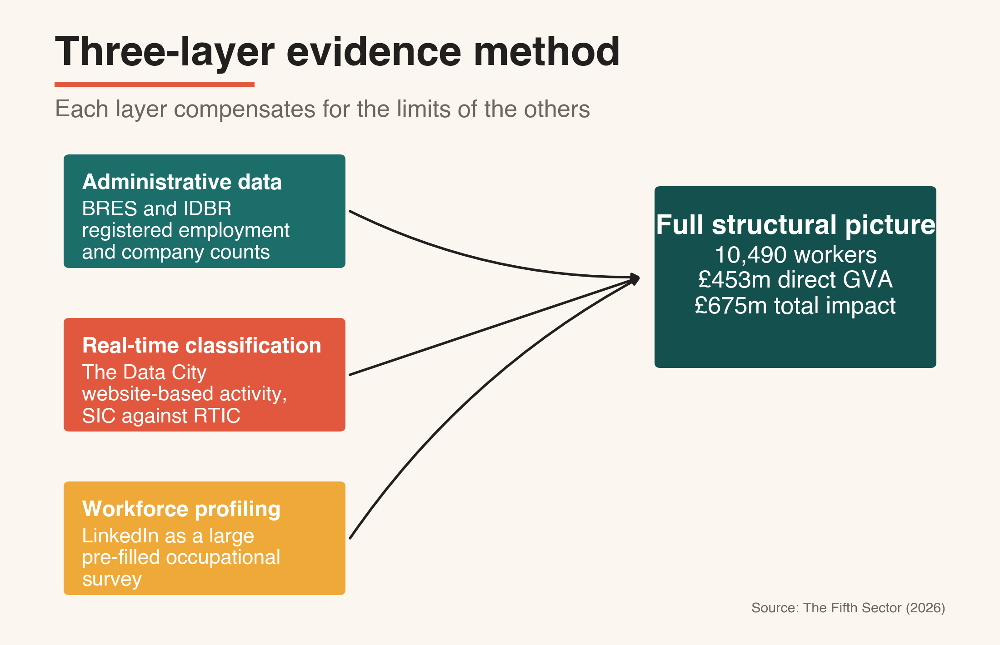 Three-layer evidence method
Each layer compensates for the limits of the others
Administrative data
BRES and IDBR
registered employment
and company counts
Real-time classification
The Data City
website-based activity,
SIC against RTIC
Workforce profiling
LinkedIn as a large
pre-filled occupational
survey
Full structural picture
10,490 workers
£453m direct GVA
£675m total impact
Source: The Fifth Sector (2026)